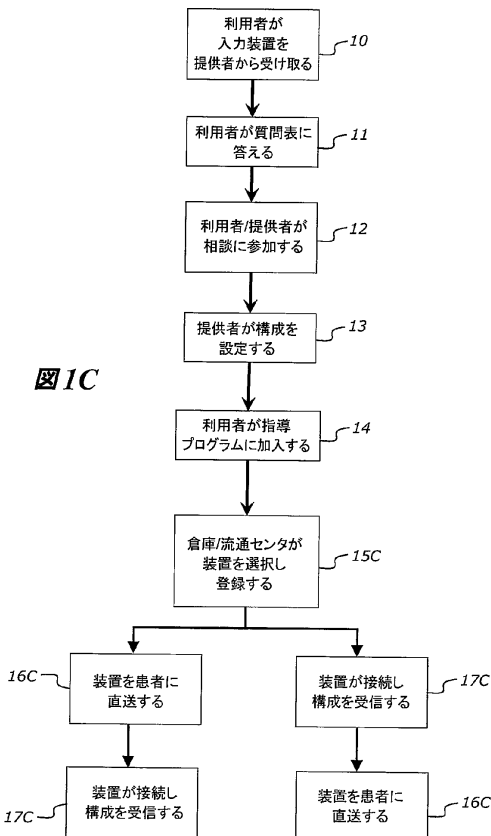 利用者が
入力装置を
提供者から受け取る
10
利用者が質問表に
答える
11
利用者/提供者が
相談に参加する
12
提供者が構成を
設定する
13
図1C
利用者が指導
プログラムに加入する
14
倉庫/流通センタが
装置を選択し
登録する
15C
16C
装置を患者に
直送する
装置が接続し
構成を受信する
17C
17C
装置が接続し
構成を受信する
装置を患者に
直送する
16C